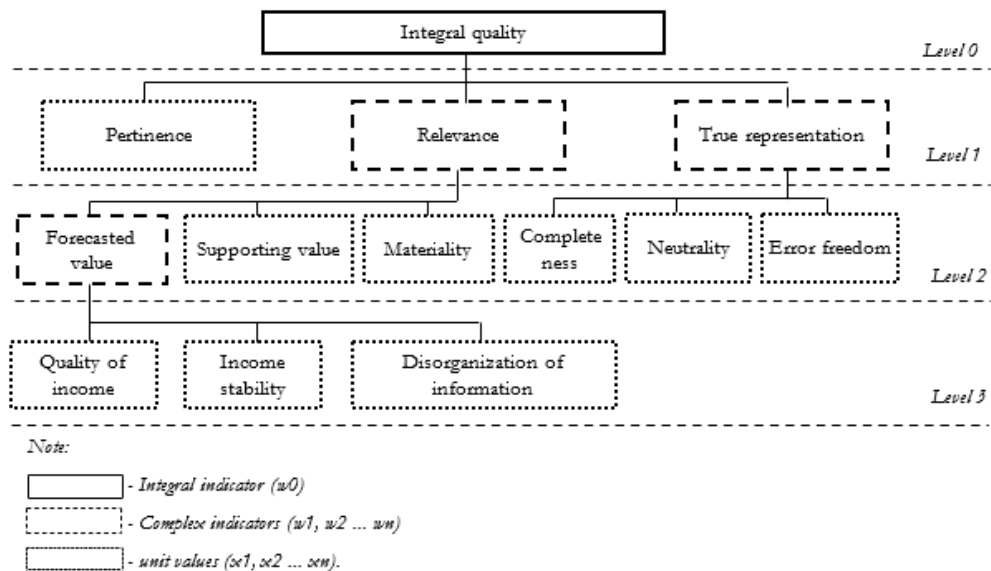 Integral quality
Level 0
Pertinence
Relevance
True representation
Level 1
Forecasted
value
Supporting value
Materiality
Complete
ness
Neutrality
Error freedom
Level 2
Quality of
income
Income
stability
Disorganization of
information
Level 3
Note:
- Integral indicator (w0)
- Complex indicators (w1, w2 ... wn)
- unit values (x1, x2 ... xn).